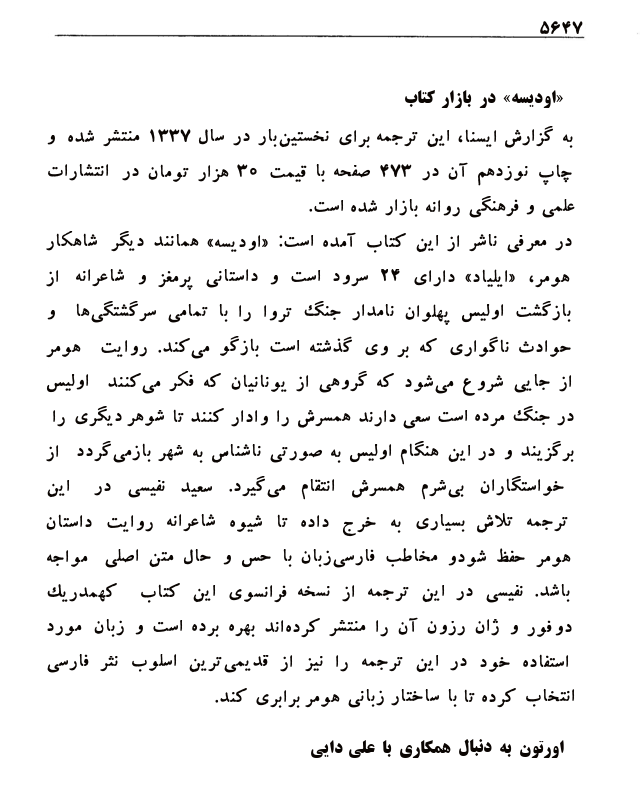 ۵۶۴۷
«اودیسه» در بازار کتاب
به گزارش ایسنا، این ترجمه برای نخستین‌بار در سال ۱۳۳۷ منتشر شده و
چاپ نوزدهم آن در ۴۷۳ صفحه با قیمت ۳۰ هزار تومان در انتشارات
علمی و فرهنگی روانه بازار شده است.
در معرفی ناشر از این کتاب آمده است: «اودیسه» همانند دیگر شاهکار
هومر، «ایلیاد» دارای ۲۴ سرود است و داستانی پرمغز و شاعرانه از
بازگشت اولیس پهلوان نامدار جنگ تروا را با تمامی سرگشتگی‌ها و
حوادث ناگواری که بر وی گذشته است بازگو می‌کند. روایت هومر
از جایی شروع می‌شود که گروهی از یونانیان که فکر می‌کنند اولیس
در جنگ مرده است سعی دارند همسرش را وادار کنند تا شوهر دیگری را
برگزیند و در این هنگام اولیس به صورتی ناشناس به شهر بازمی‌گردد از
خواستگاران بی‌شرم همسرش انتقام می‌گیرد. سعید نفیسی در این
ترجمه تلاش بسیاری به خرج داده تا شیوه شاعرانه روایت داستان
هومر حفظ شودو مخاطب فارسی‌زبان با حس و حال متن اصلی مواجه
باشد. نفیسی در این ترجمه از نسخه فرانسوی این کتاب کهمدریک
دوفور و ژان رزون آن را منتشر کرده‌اند بهره برده است و زبان مورد
استفاده خود در این ترجمه را نیز از قدیمی‌ترین اسلوب نثر فارسی
انتخاب کرده تا با ساختار زبانی هومر برابری کند.
اورتون به دنبال همکاری با علی دایی